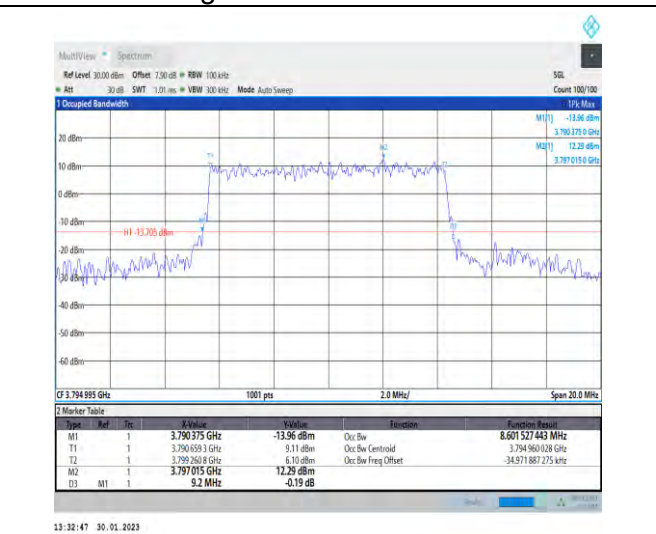 MultiView Spectrum
Ref Level 30.00 dBm Offset 7.90 dB RBW 100 kHz SGL
Att 30 dB SWT 1.01 ms VBW 300 kHz Mode Auto Sweep Count 100/100
1 Occupied Bandwidth 1Pk Max
M1[1] -13.96 dBm
3.790 375 0 GHz
M2[1] 12.29 dBm
3.797 015 0 GHz
20 dBm
M2
T1
10 dBm
0 dBm
-10 dBm
H1 -13.705 dBm
-20 dBm
-30 dBm
-40 dBm
-50 dBm
-60 dBm
CF 3.794 995 GHz 1001 pts 2.0 MHz/ Span 20.0 MHz
2 Marker Table
Type Ref Trc X-Value Y-Value Function Function Result
M1 1 3.790 375 GHz -13.96 dBm Occ Bw 8.601 527 443 MHz
T1 1 3.790 659 3 GHz 9.11 dBm Occ Bw Centroid 3.794 960 028 GHz
T2 1 3.799 260 8 GHz 6.10 dBm Occ Bw Freq Offset -34.971 887 275 kHz
M2 1 3.797 015 GHz 12.29 dBm
D3 M1 1 9.2 MHz -0.19 dB
13:32:47 30.01.2023